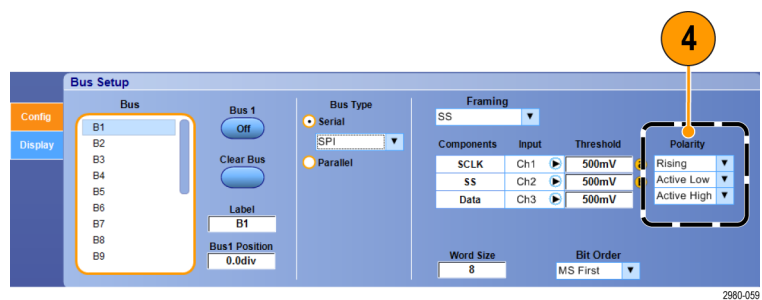 4
Bus Setup
Config
Display
Bus
B1
B2
B3
B4
B5
B6
B7
B8
B9
Bus 1
Off
Clear Bus
Label
B1
Bus1 Position
0.0div
Bus Type
Serial
SPI
Parallel
Framing
SS
Components Input Threshold Polarity
SCLK Ch1 500mV Rising
SS Ch2 500mV Active Low
Data Ch3 500mV Active High
Word Size
8
Bit Order
MS First
2980-059